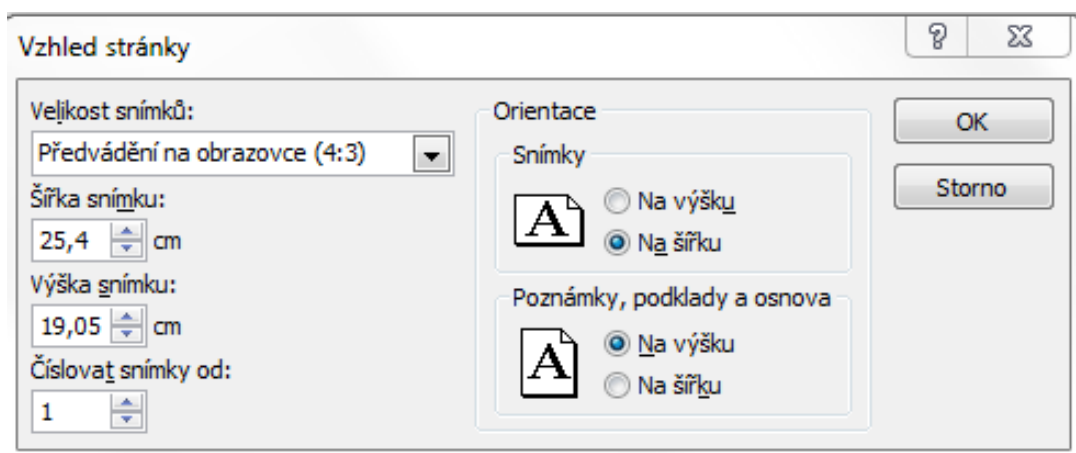 Vzhled stránky
Velikost snímků:
Předvádění na obrazovce (4:3)
Šířka snímku:
25,4 cm
Výška snímku:
19,05 cm
Číslovat snímky od:
1
Orientace
Snímky
A
Na výšku
Na šířku
Poznámky, podklady a osnova
A
Na výšku
Na šířku
?
OK
Storno